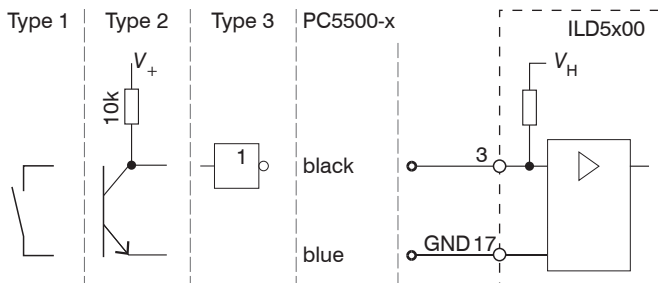 Type 1 Type 2 Type 3 PC5500-x ILD5x00
V+
VH
10k
1
black 3
blue GND 17